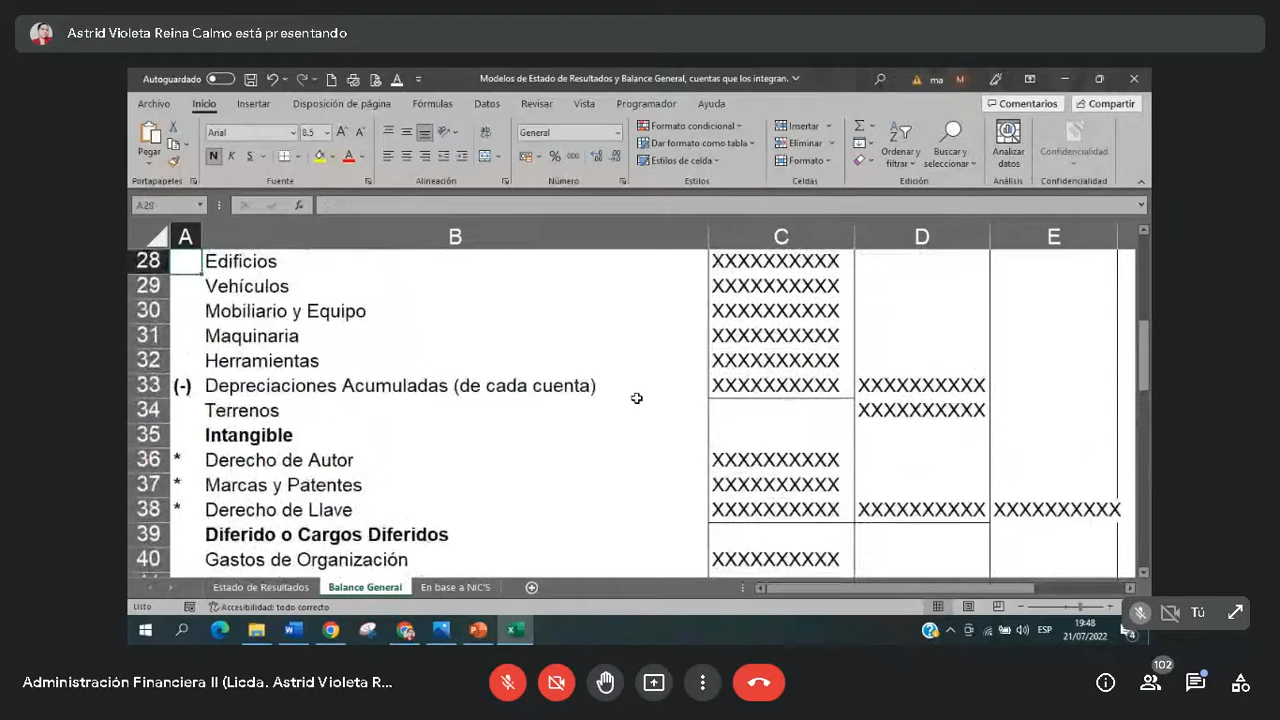 Astrid Violeta Reina Calmo está presentando
Autoguardado
Modelos de Estado de Resultados y Balance General, cuentas que los integran.
ma M
Archivo Inicio Insertar Disposición de página Fórmulas Datos Revisar Vista Programador Ayuda Comentarios Compartir
Pegar
Arial 8.5
N K S
General
% 000
Formato condicional
Dar formato como tabla
Estilos de celda
Insertar
Eliminar
Formato
Ordenar y filtrar
Buscar y seleccionar
Analizar datos
Confidencialidad
Portapapeles Fuente Alineación Número Estilos Celdas Edición Análisis Confidencialidad
A28 fx
A B C D E
28 Edificios XXXXXXXXXX
29 Vehículos XXXXXXXXXX
30 Mobiliario y Equipo XXXXXXXXXX
31 Maquinaria XXXXXXXXXX
32 Herramientas XXXXXXXXXX
33 (-) Depreciaciones Acumuladas (de cada cuenta) XXXXXXXXXX XXXXXXXXXX
34 Terrenos XXXXXXXXXX
35 Intangible
36 * Derecho de Autor XXXXXXXXXX
37 * Marcas y Patentes XXXXXXXXXX
38 * Derecho de Llave XXXXXXXXXX XXXXXXXXXX XXXXXXXXXX
39 Diferido o Cargos Diferidos
40 Gastos de Organización XXXXXXXXXX
Estado de Resultados Balance General En base a NIC'S
Listo Accesibilidad: todo correcto
Tú
ESP 19:48
21/07/2022 4
102
Administración Financiera II (Licda. Astrid Violeta R...